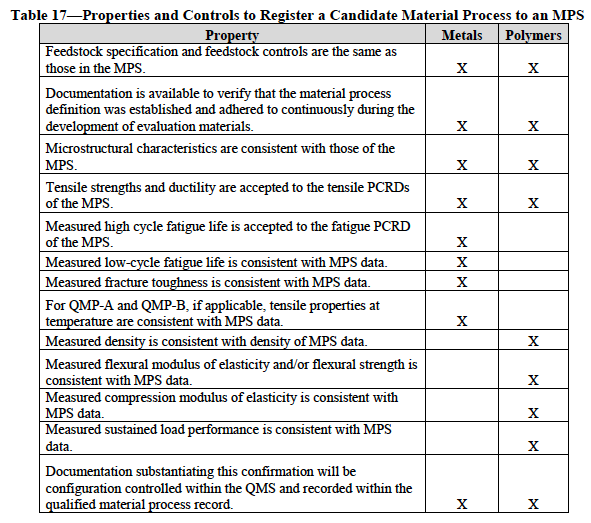 Table 17—Properties and Controls to Register a Candidate Material Process to an MPS
Property Metals Polymers
Feedstock specification and feedstock controls are the same as
those in the MPS. X X
Documentation is available to verify that the material process
definition was established and adhered to continuously during the
development of evaluation materials. X X
Microstructural characteristics are consistent with those of the
MPS. X X
Tensile strengths and ductility are accepted to the tensile PCRDs
of the MPS. X X
Measured high cycle fatigue life is accepted to the fatigue PCRD
of the MPS. X
Measured low-cycle fatigue life is consistent with MPS data. X
Measured fracture toughness is consistent with MPS data. X
For QMP-A and QMP-B, if applicable, tensile properties at
temperature are consistent with MPS data. X
Measured density is consistent with density of MPS data. X
Measured flexural modulus of elasticity and/or flexural strength is
consistent with MPS data. X
Measured compression modulus of elasticity is consistent with
MPS data. X
Measured sustained load performance is consistent with MPS
data. X
Documentation substantiating this confirmation will be
configuration controlled within the QMS and recorded within the
qualified material process record. X X